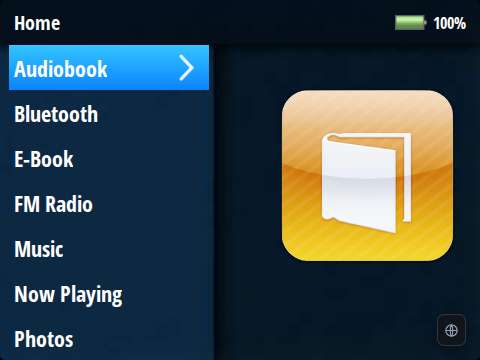 Home
100%
Audiobook
Bluetooth
E-Book
FM Radio
Music
Now Playing
Photos